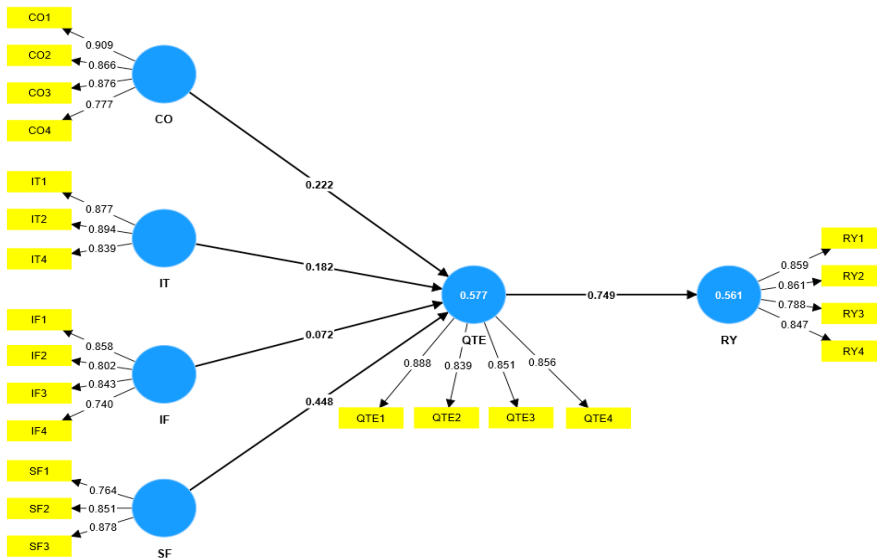 CO1
CO2
CO3
CO4
0.909
0.866
0.876
0.777
CO
0.222
IT1
IT2
IT4
0.877
0.894
0.839
IT
0.182
IF1
IF2
IF3
IF4
0.858
0.802
0.843
0.740
IF
0.072
SF1
SF2
SF3
0.764
0.851
0.878
SF
0.448
0.577
QTE
0.888
0.839
0.851
0.856
QTE1
QTE2
QTE3
QTE4
0.749
0.561
RY
0.859
0.861
0.788
0.847
RY1
RY2
RY3
RY4